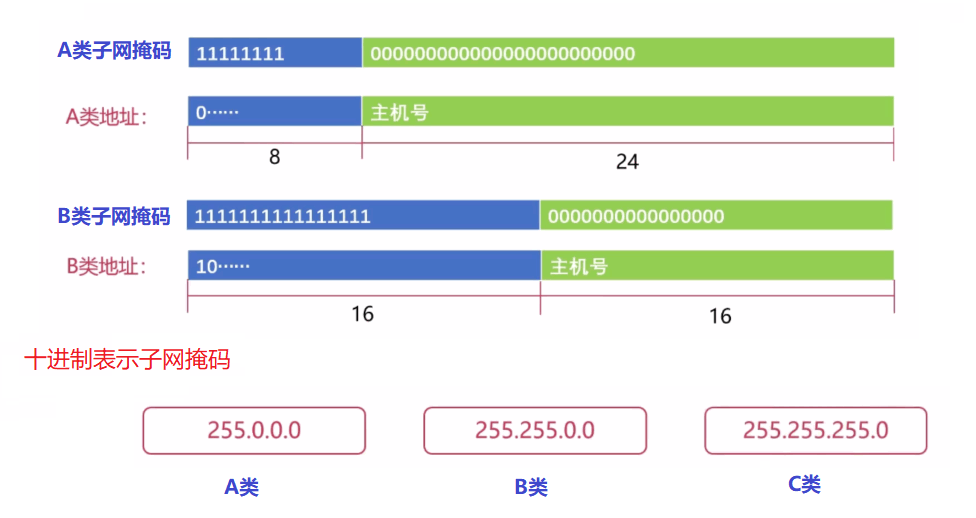 A类子网掩码 11111111 000000000000000000000000
A类地址： 0…… 主机号
8 24
B类子网掩码 1111111111111111 0000000000000000
B类地址： 10…… 主机号
16 16
十进制表示子网掩码
255.0.0.0 255.255.0.0 255.255.255.0
A类 B类 C类